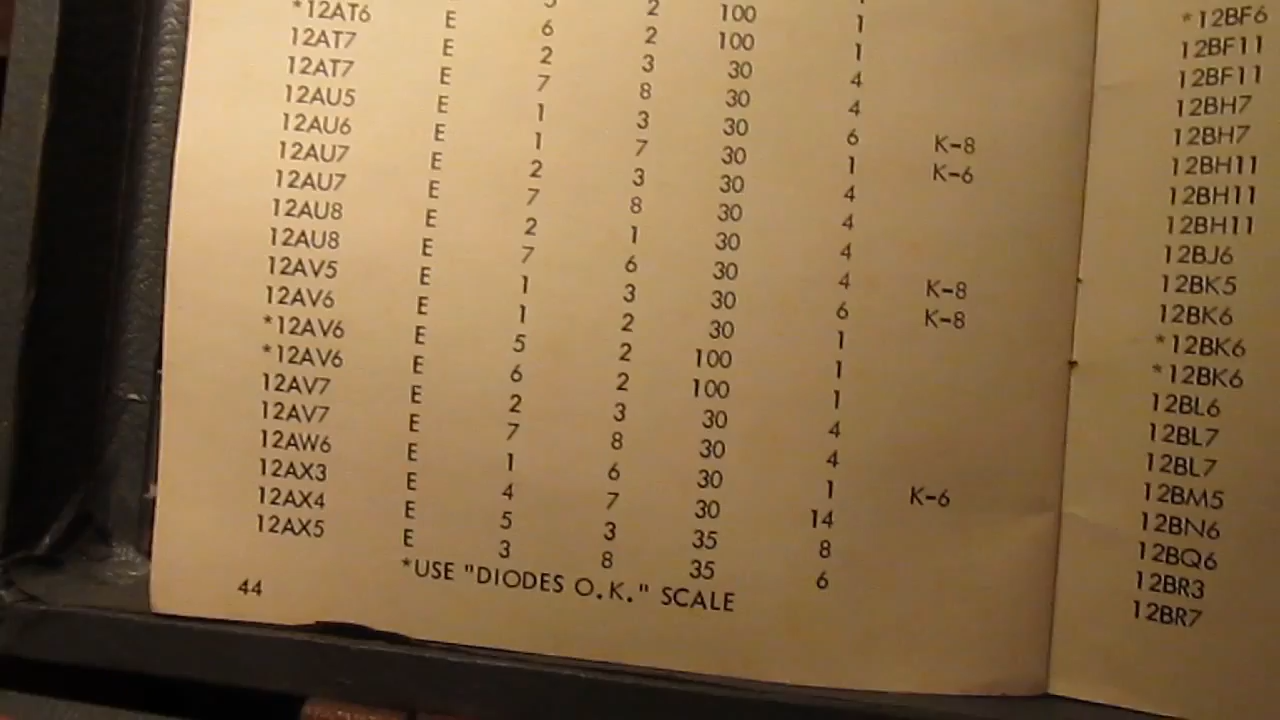 5 2 100 1
*12AT6 E 6 2 100 1
12AT7 E 2 3 30 4
12AT7 E 7 8 30 4
12AU5 E 1 3 30 6 K-8
12AU6 E 1 7 30 1 K-6
12AU7 E 2 3 30 4
12AU7 E 7 8 30 4
12AU8 E 2 1 30 4
12AU8 E 7 6 30 4 K-8
12AV5 E 1 3 30 6 K-8
12AV6 E 1 2 30 1
*12AV6 E 5 2 100 1
*12AV6 E 6 2 100 1
12AV7 E 2 3 30 4
12AV7 E 7 8 30 4
12AW6 E 1 6 30 1 K-6
12AX3 E 4 7 30 14
12AX4 E 5 3 35 8
12AX5 E 3 8 35 6
*USE "DIODES O.K." SCALE
44
*12BF6
12BF11
12BF11
12BH7
12BH7
12BH11
12BH11
12BH11
12BJ6
12BK5
12BK6
*12BK6
*12BK6
12BL6
12BL7
12BL7
12BM5
12BN6
12BQ6
12BR3
12BR7